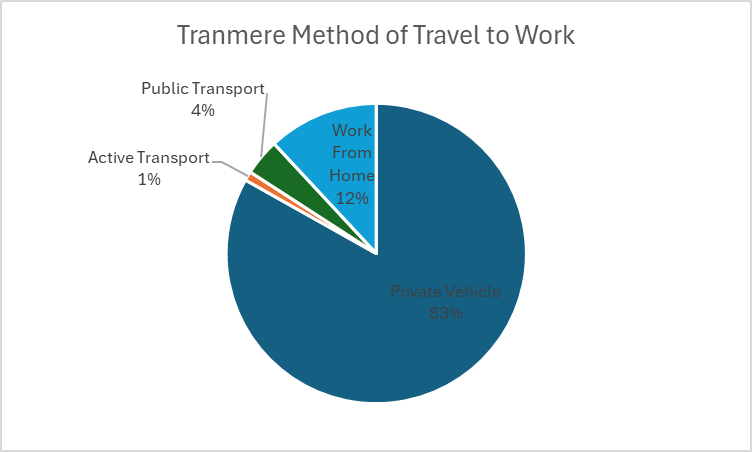 Tranmere Method of Travel to Work
Public Transport
4%
Active Transport
1%
Work
From
Home
12%
Private Vehicle
83%